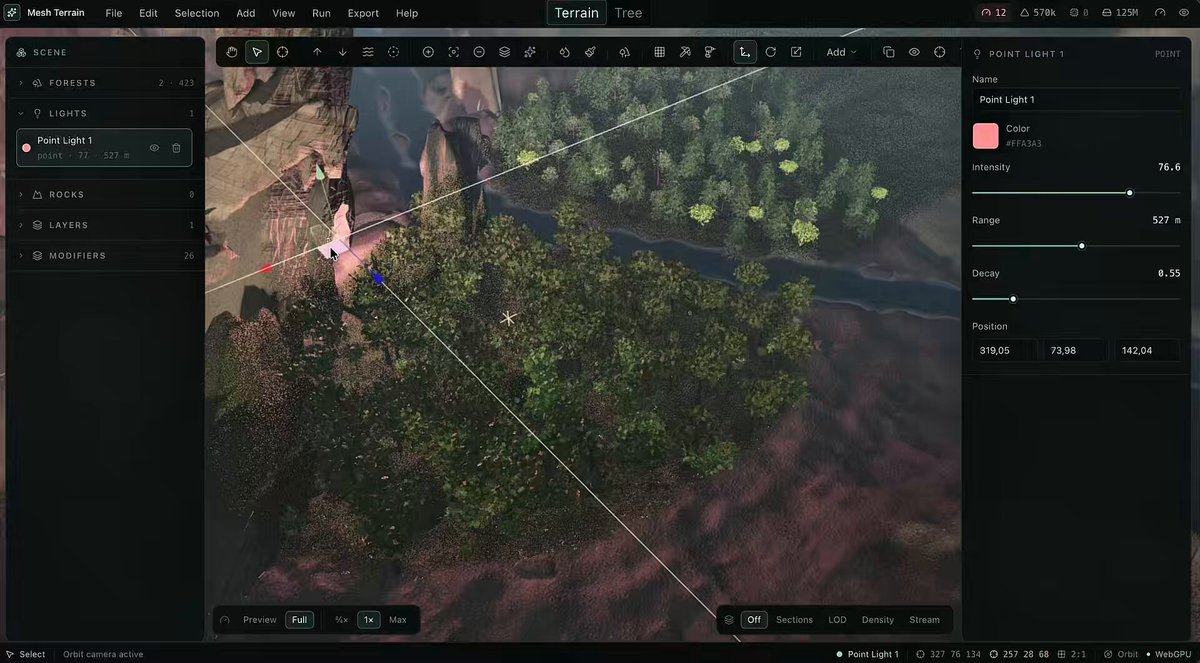 Mesh Terrain File Edit Selection Add View Run Export Help Terrain Tree 12 570k 0 125M
SCENE
FORESTS 2 · 423
LIGHTS 1
Point Light 1
point · 77 · 527 m
ROCKS 0
LAYERS 1
MODIFIERS 26
Add
POINT LIGHT 1 POINT
Name
Point Light 1
Color
#FFA3A3
Intensity 76.6
Range 527 m
Decay 0.55
Position
319,05 73,98 142,04
Preview Full ¾× 1× Max
Off Sections LOD Density Stream
Select Orbit camera active Point Light 1 327 76 134 257 28 68 2:1 Orbit • WebGPU